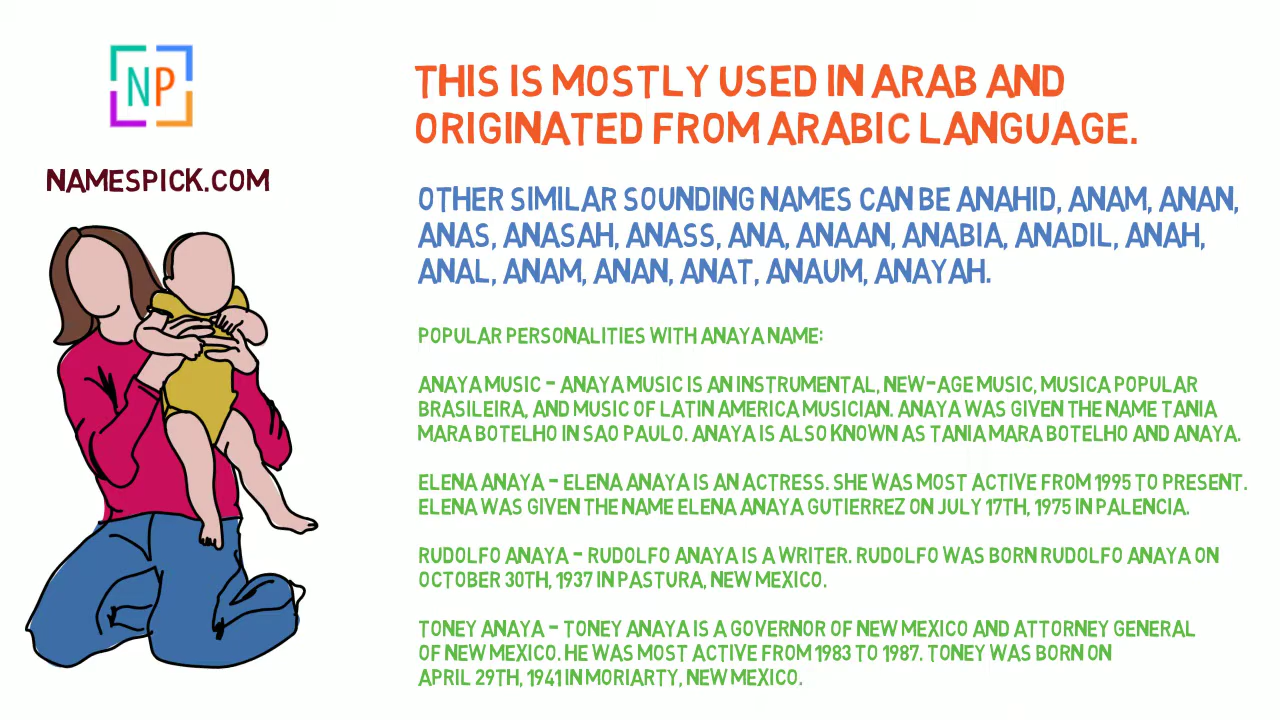 NP
NAMESPICK.COM
THIS IS MOSTLY USED IN ARAB AND
ORIGINATED FROM ARABIC LANGUAGE.
OTHER SIMILAR SOUNDING NAMES CAN BE ANAHID, ANAM, ANAN,
ANAS, ANASAH, ANASS, ANA, ANAAN, ANABIA, ANADIL, ANAH,
ANAL, ANAM, ANAN, ANAT, ANAUM, ANAYAH.
POPULAR PERSONALITIES WITH ANAYA NAME:
ANAYA MUSIC - ANAYA MUSIC IS AN INSTRUMENTAL, NEW-AGE MUSIC, MUSICA POPULAR
BRASILEIRA, AND MUSIC OF LATIN AMERICA MUSICIAN. ANAYA WAS GIVEN THE NAME TANIA
MARA BOTELHO IN SAO PAULO. ANAYA IS ALSO KNOWN AS TANIA MARA BOTELHO AND ANAYA.
ELENA ANAYA - ELENA ANAYA IS AN ACTRESS. SHE WAS MOST ACTIVE FROM 1995 TO PRESENT.
ELENA WAS GIVEN THE NAME ELENA ANAYA GUTIERREZ ON JULY 17TH, 1975 IN PALENCIA.
RUDOLFO ANAYA - RUDOLFO ANAYA IS A WRITER. RUDOLFO WAS BORN RUDOLFO ANAYA ON
OCTOBER 30TH, 1937 IN PASTURA, NEW MEXICO.
TONEY ANAYA - TONEY ANAYA IS A GOVERNOR OF NEW MEXICO AND ATTORNEY GENERAL
OF NEW MEXICO. HE WAS MOST ACTIVE FROM 1983 TO 1987. TONEY WAS BORN ON
APRIL 29TH, 1941 IN MORIARTY, NEW MEXICO.